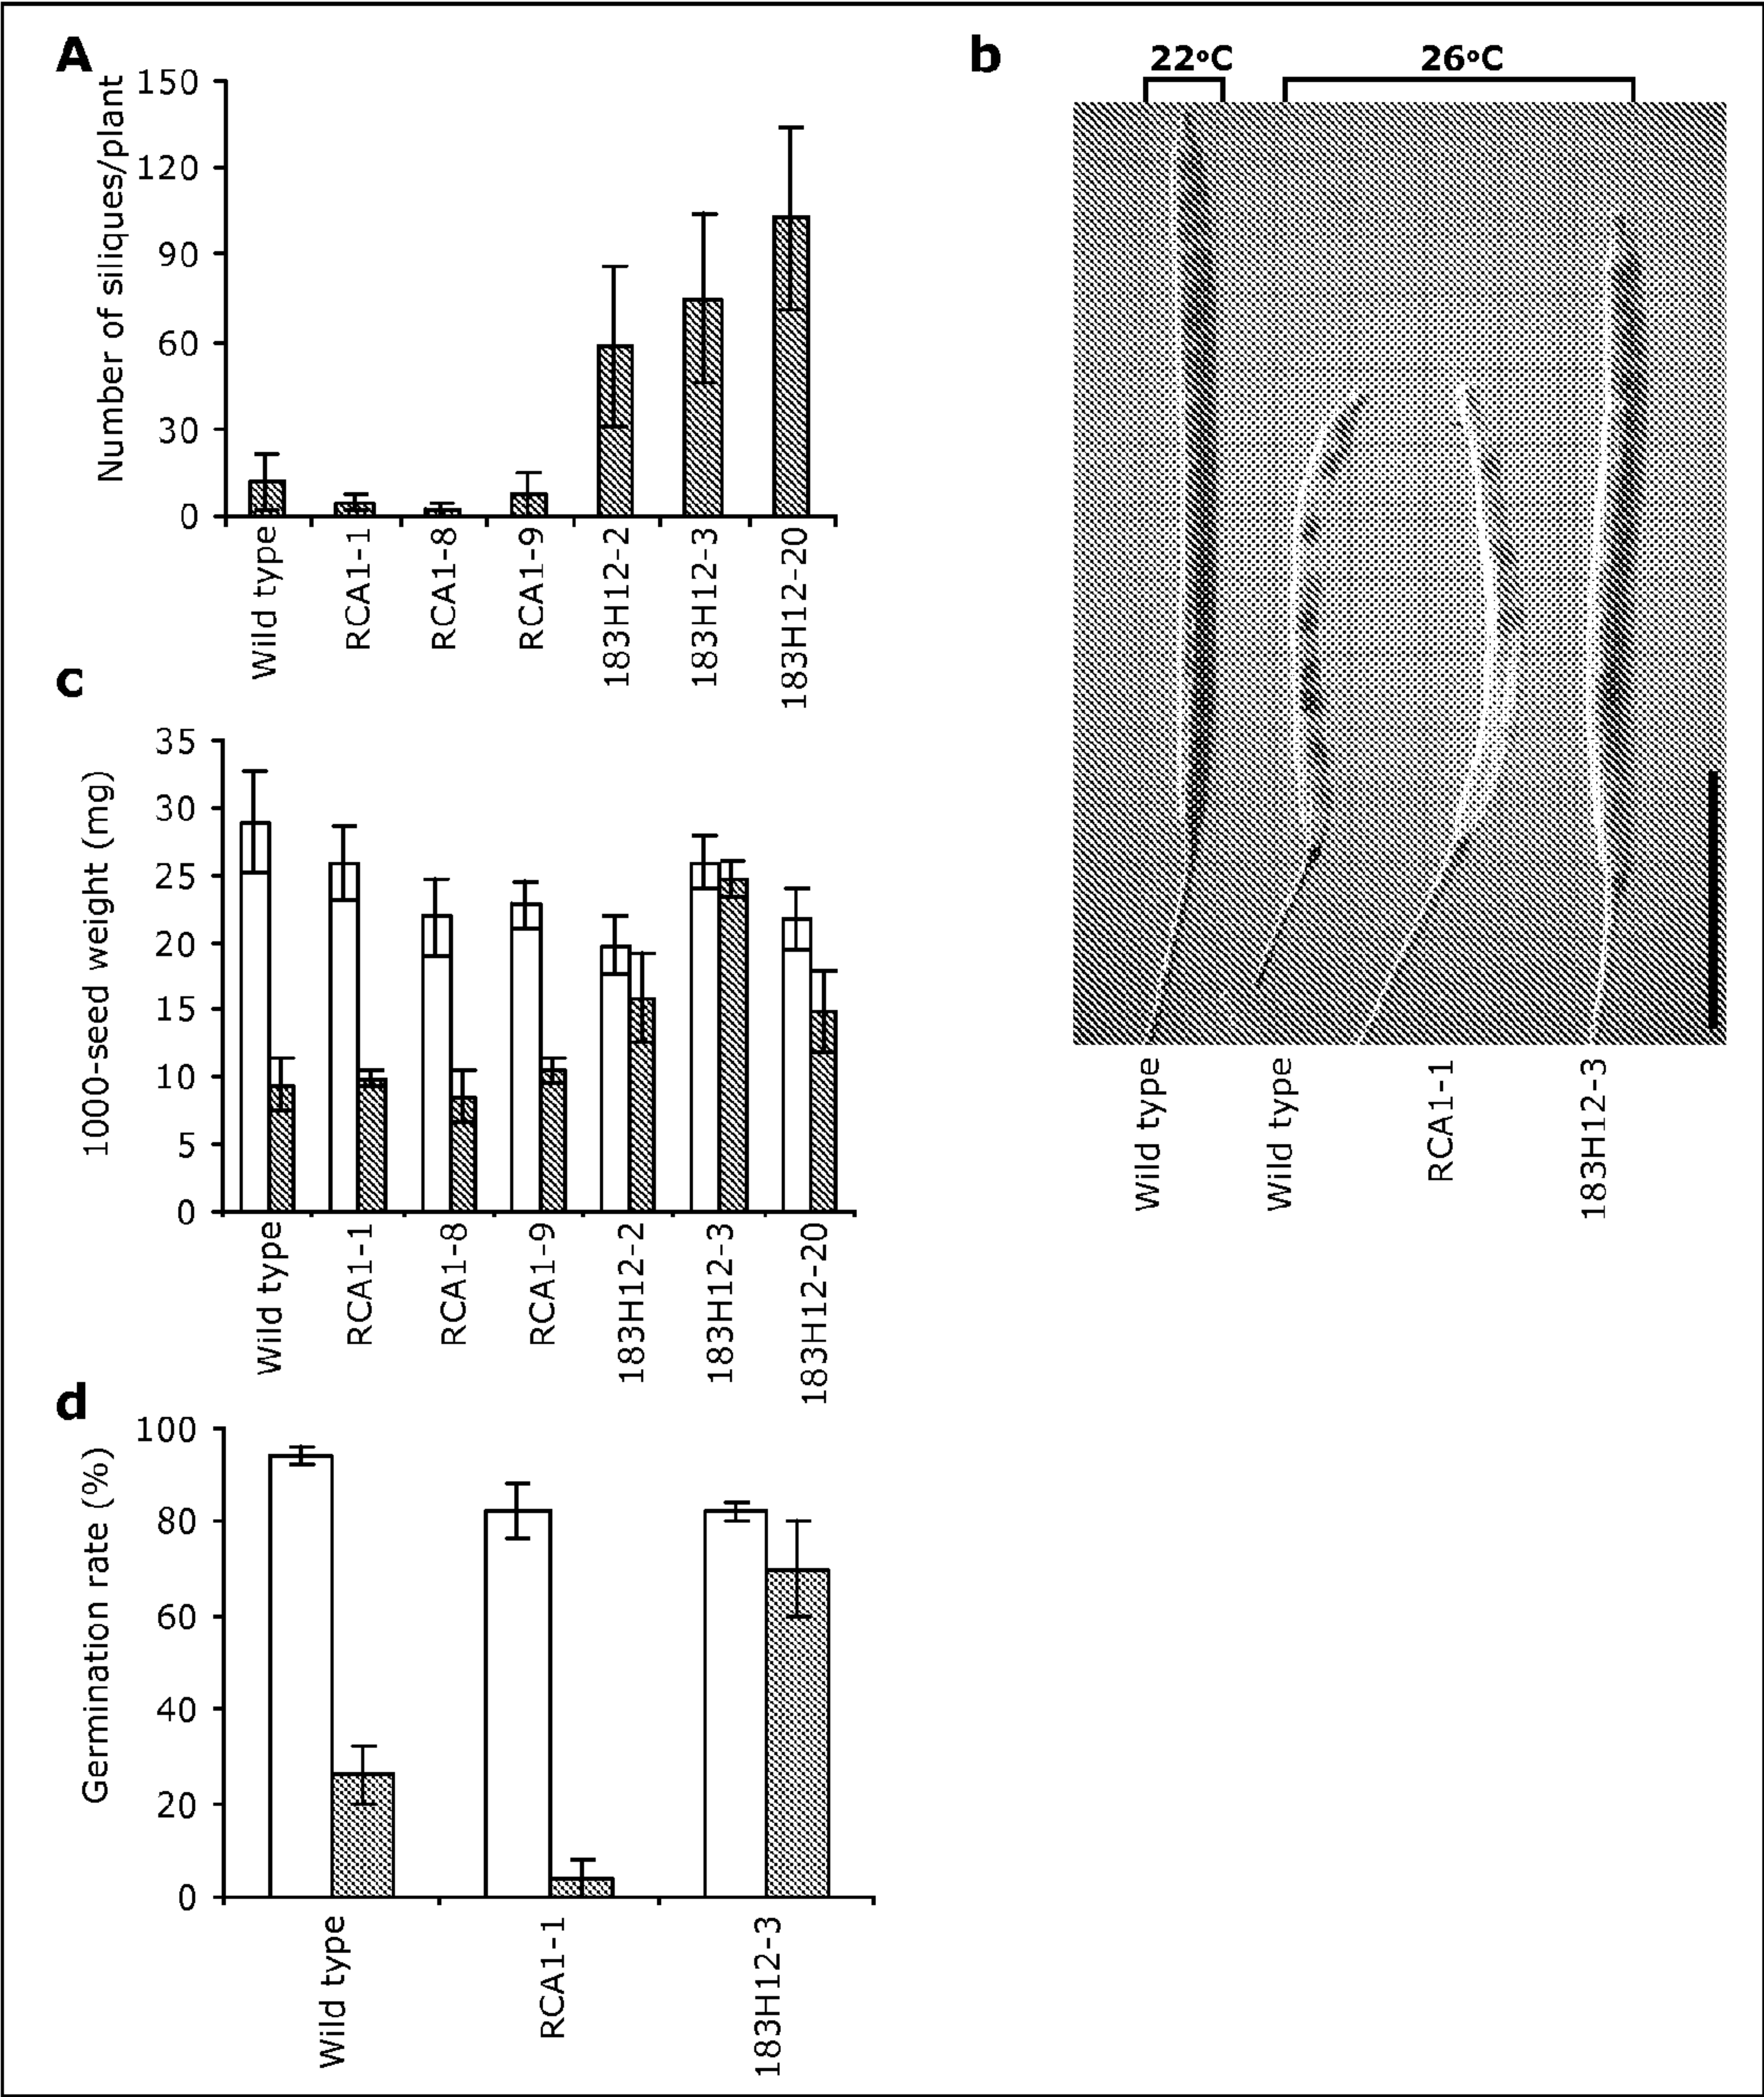 A
Number of siliques/plant
150
120
90
60
30
0
Wild type
RCA1-1
RCA1-8
RCA1-9
183H12-2
183H12-3
183H12-20
b
22°C
26°C
Wild type
Wild type
RCA1-1
183H12-3
c
1000-seed weight (mg)
35
30
25
20
15
10
5
0
Wild type
RCA1-1
RCA1-8
RCA1-9
183H12-2
183H12-3
183H12-20
d
Germination rate (%)
100
80
60
40
20
0
Wild type
RCA1-1
183H12-3